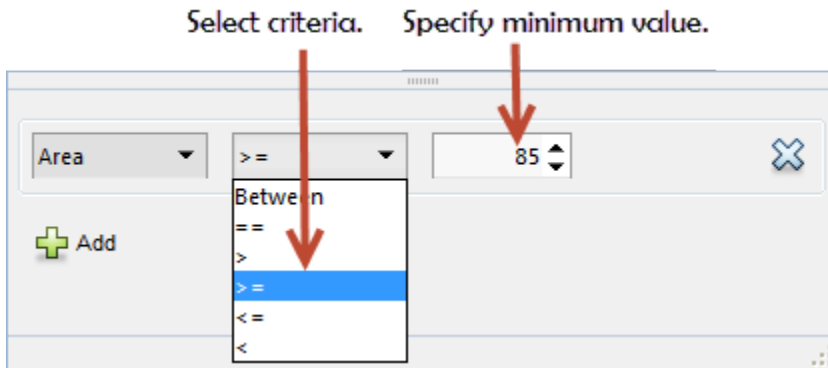 Select criteria. Specify minimum value.
Area >= 85
Between
==
Add
>
>=
<=
<